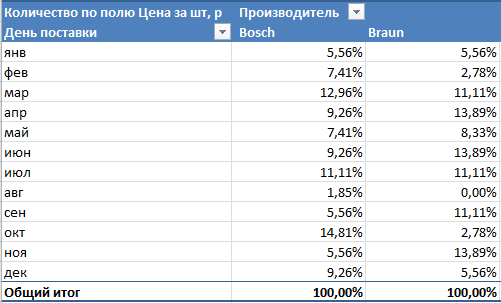 Количество по полю Цена за шт, р Производитель
День поставки Bosch Braun
янв 5,56% 5,56%
фев 7,41% 2,78%
мар 12,96% 11,11%
апр 9,26% 13,89%
май 7,41% 8,33%
июн 9,26% 13,89%
июл 11,11% 11,11%
авг 1,85% 0,00%
сен 5,56% 11,11%
окт 14,81% 2,78%
ноя 5,56% 13,89%
дек 9,26% 5,56%
Общий итог 100,00% 100,00%